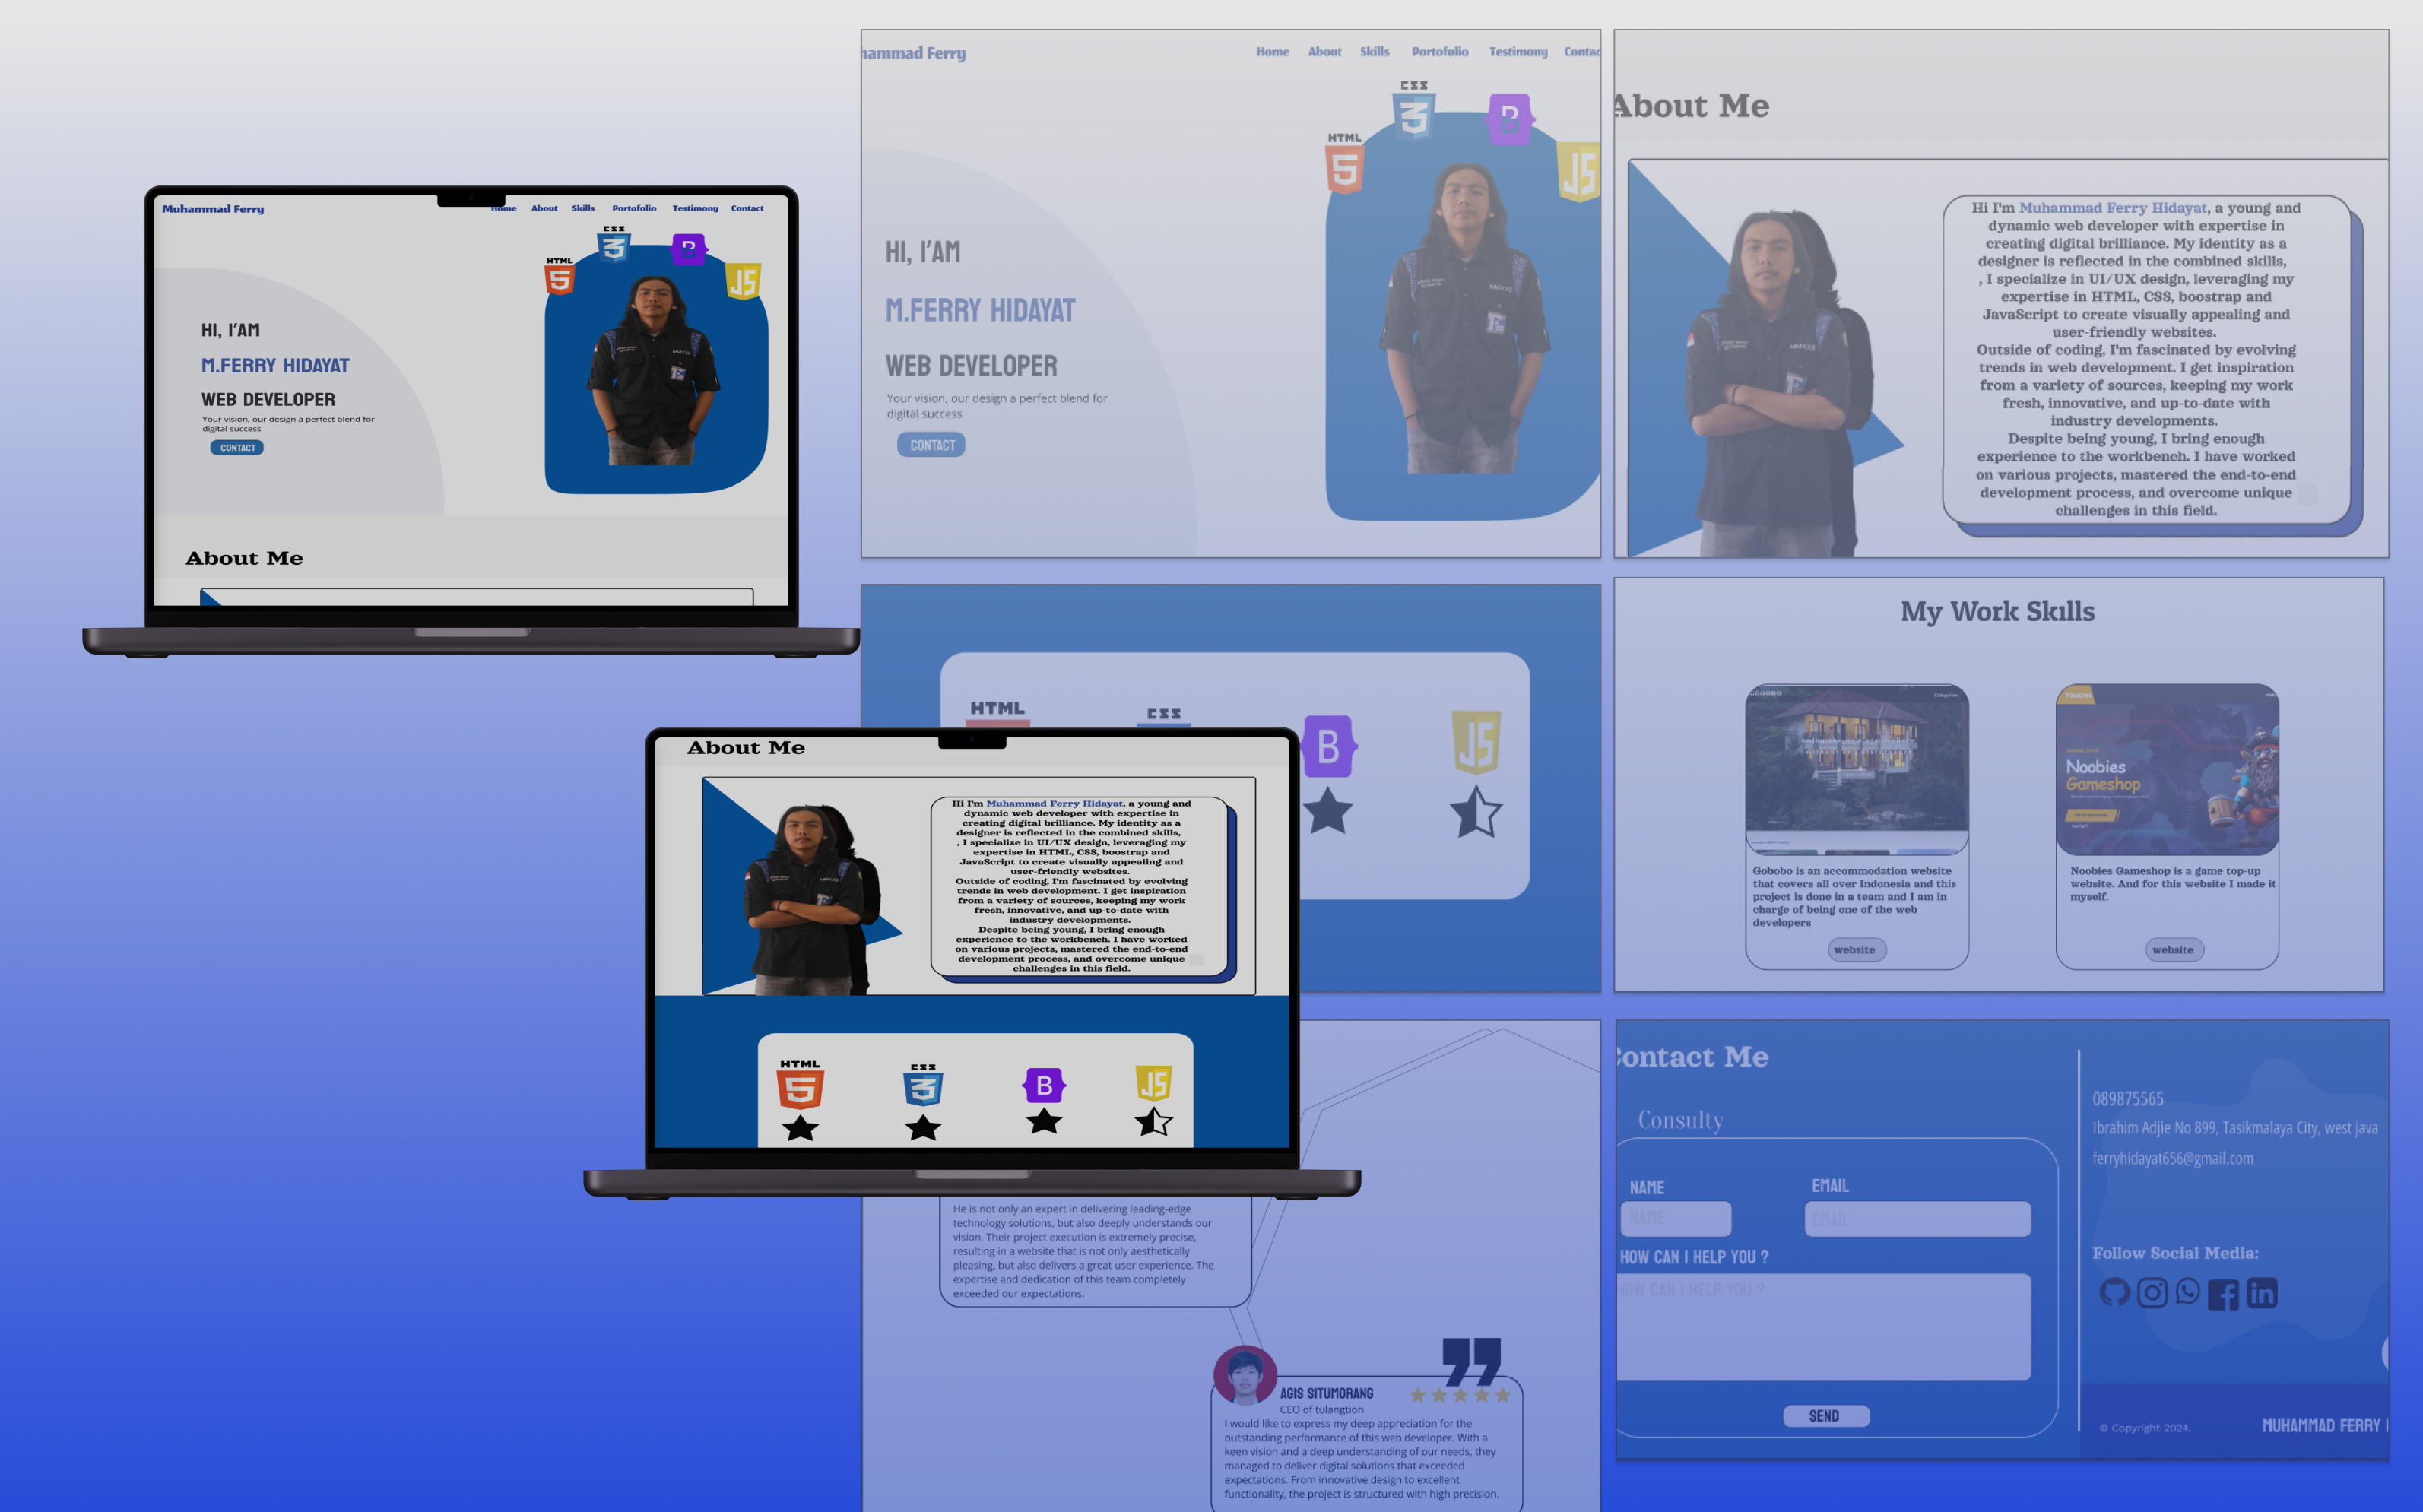 Muhammad Ferry
Home About Skills Portofolio Testimony Contact
CSS
HTML
5
3
B
JS
HI, I'AM
M.FERRY HIDAYAT
WEB DEVELOPER
Your vision, our design a perfect blend for
digital success
CONTACT
About Me
hammad Ferry
Home About Skills Portofolio Testimony Contac
CSS
HTML
5
3
B
JS
HI, I'AM
M.FERRY HIDAYAT
WEB DEVELOPER
Your vision, our design a perfect blend for
digital success
CONTACT
About Me
Hi I'm Muhammad Ferry Hidayat, a young and
dynamic web developer with expertise in
creating digital brilliance. My identity as a
designer is reflected in the combined skills,
, I specialize in UI/UX design, leveraging my
expertise in HTML, CSS, boostrap and
JavaScript to create visually appealing and
user-friendly websites.
Outside of coding, I'm fascinated by evolving
trends in web development. I get inspiration
from a variety of sources, keeping my work
fresh, innovative, and up-to-date with
industry developments.
Despite being young, I bring enough
experience to the workbench. I have worked
on various projects, mastered the end-to-end
development process, and overcome unique
challenges in this field.
HTML
CSS
B
JS
About Me
Hi I'm Muhammad Ferry Hidayat, a young and
dynamic web developer with expertise in
creating digital brilliance. My identity as a
designer is reflected in the combined skills,
, I specialize in UI/UX design, leveraging my
expertise in HTML, CSS, boostrap and
JavaScript to create visually appealing and
user-friendly websites.
Outside of coding, I'm fascinated by evolving
trends in web development. I get inspiration
from a variety of sources, keeping my work
fresh, innovative, and up-to-date with
industry developments.
Despite being young, I bring enough
experience to the workbench. I have worked
on various projects, mastered the end-to-end
development process, and overcome unique
challenges in this field.
HTML
CSS
5
3
B
JS
My Work Skills
GOBOBO
Categories
Gobobo is an accommodation website
that covers all over Indonesia and this
project is done in a team and I am in
charge of being one of the web
developers
website
Noobies
Noobies
Gameshop
Noobies Gameshop is a game top-up
website. And for this website I made it
myself.
website
He is not only an expert in delivering leading-edge
technology solutions, but also deeply understands our
vision. Their project execution is extremely precise,
resulting in a website that is not only aesthetically
pleasing, but also delivers a great user experience. The
expertise and dedication of this team completely
exceeded our expectations.
AGIS SITUMORANG
CEO of tulangtion
I would like to express my deep appreciation for the
outstanding performance of this web developer. With a
keen vision and a deep understanding of our needs, they
managed to deliver digital solutions that exceeded
expectations. From innovative design to excellent
functionality, the project is structured with high precision.
Contact Me
Consulty
NAME
NAME
EMAIL
EMAIL
HOW CAN I HELP YOU ?
HOW CAN I HELP YOU ?
SEND
089875565
Ibrahim Adjie No 899, Tasikmalaya City, west java
ferryhidayat656@gmail.com
Follow Social Media:
© Copyright 2024.
MUHAMMAD FERRY